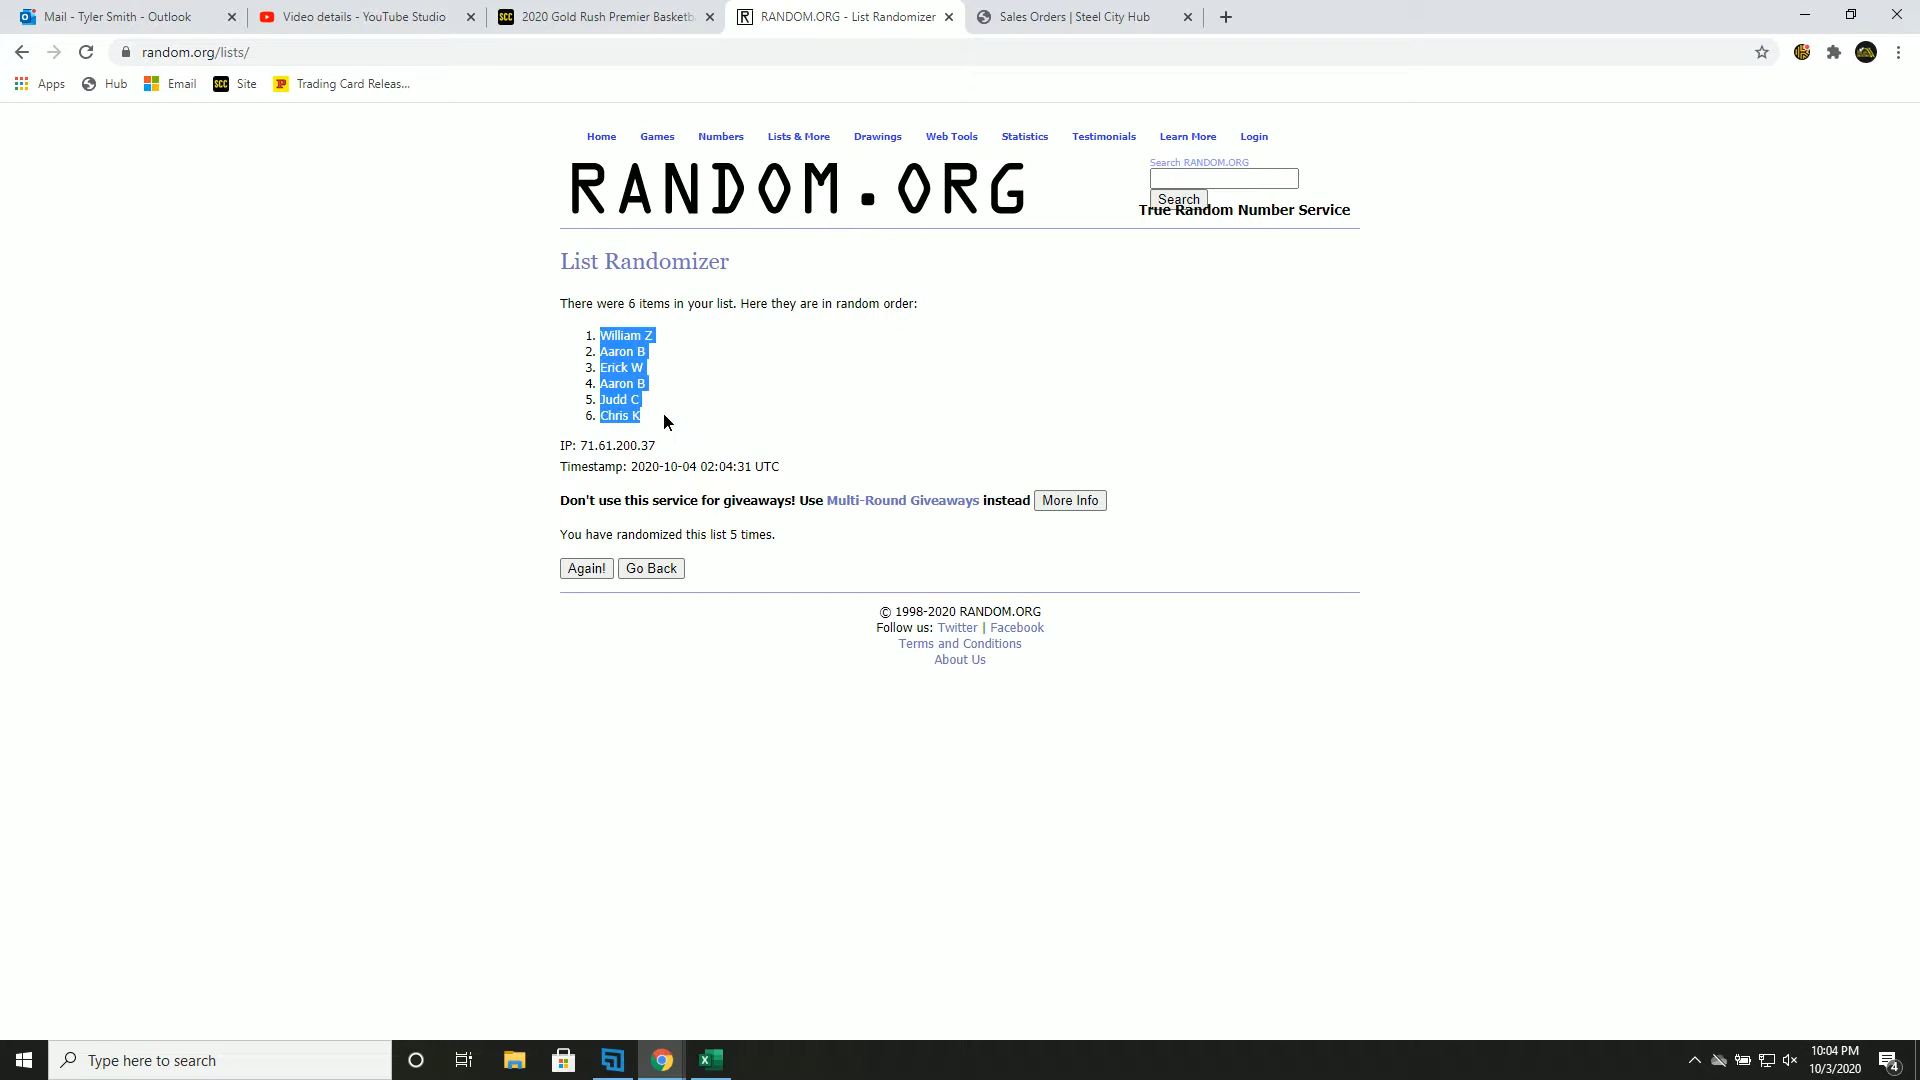 Mail - Tyler Smith - Outlook
Video details - YouTube Studio
SCC 2020 Gold Rush Premier Basketb
R RANDOM.ORG - List Randomizer
Sales Orders | Steel City Hub
random.org/lists/
Apps Hub Email SCC Site Trading Card Releas...
Home Games Numbers Lists & More Drawings Web Tools Statistics Testimonials Learn More Login
RANDOM.ORG
Search RANDOM.ORG
Search
True Random Number Service
List Randomizer
There were 6 items in your list. Here they are in random order:
1. William Z
2. Aaron B
3. Erick W
4. Aaron B
5. Judd C
6. Chris K
IP: 71.61.200.37
Timestamp: 2020-10-04 02:04:31 UTC
Don't use this service for giveaways! Use Multi-Round Giveaways instead More Info
You have randomized this list 5 times.
Again! Go Back
© 1998-2020 RANDOM.ORG
Follow us: Twitter | Facebook
Terms and Conditions
About Us
Type here to search
10:04 PM
10/3/2020
4